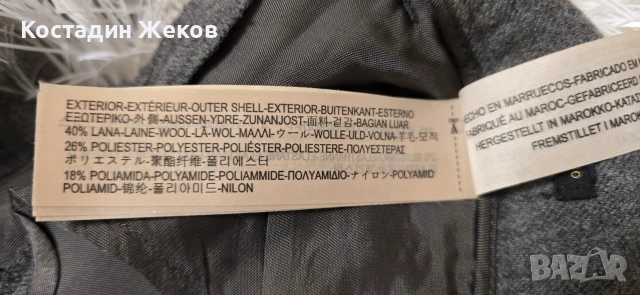 Костадин Жеков
EXTERIOR-EXTÉRIEUR-OUTER SHELL-EXTERIOR-BUITENKANT-ESTERNO
ΕΞΩΤΕΡΙΚΟ-外側-AUSSEN-YDRE-ZUNANJOST-面料-겉감-BAGIAN LUAR
40% LANA-LAINE-WOOL-LÃ-WOL-ΜΑΛΛΙ-ウール-WOLLE-ULD-VOLNA-羊毛-모직
26% POLIESTER-POLYESTER-POLIÉSTER-POLIESTERE-ΠΟΛΥΕΣΤΕΡΑΣ
ポリエステル-聚酯纤维-폴리에스터
18% POLIAMIDA-POLYAMIDE-POLIAMMIDE-ΠΟΛΥΑΜΙΔΙΟ-ナイロン-POLYAMID
POLIAMID-锦纶-폴리아미드-NILON
ECHO EN MARRUECOS-FABRICADO EM
FABRIQUÉ AU MAROC-GEFABRICEERD
HERGESTELLT IN MAROKKO-ΚΑΤΑΣ
FREMSTILLET I MAROKKO
BAZAR